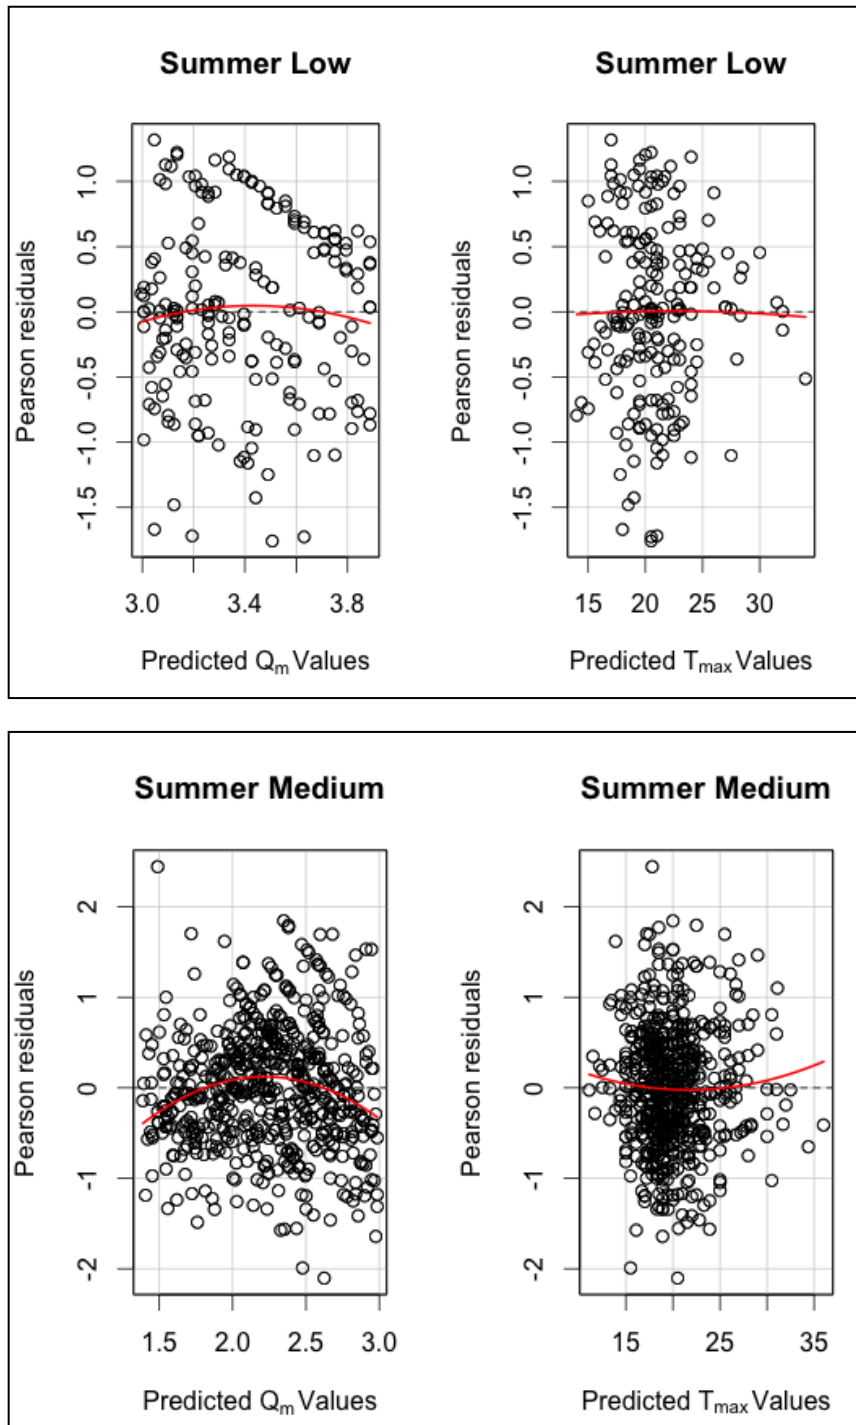 Summer Low
Summer Low
Pearson residuals
1.0
0.5
0.0
-0.5
-1.0
-1.5
3.0 3.4 3.8
Predicted Qm Values
Pearson residuals
1.0
0.5
0.0
-0.5
-1.0
-1.5
15 20 25 30
Predicted Tmax Values
Summer Medium
Summer Medium
Pearson residuals
2
1
0
-1
-2
1.5 2.0 2.5 3.0
Predicted Qm Values
Pearson residuals
2
1
0
-1
-2
15 25 35
Predicted Tmax Values